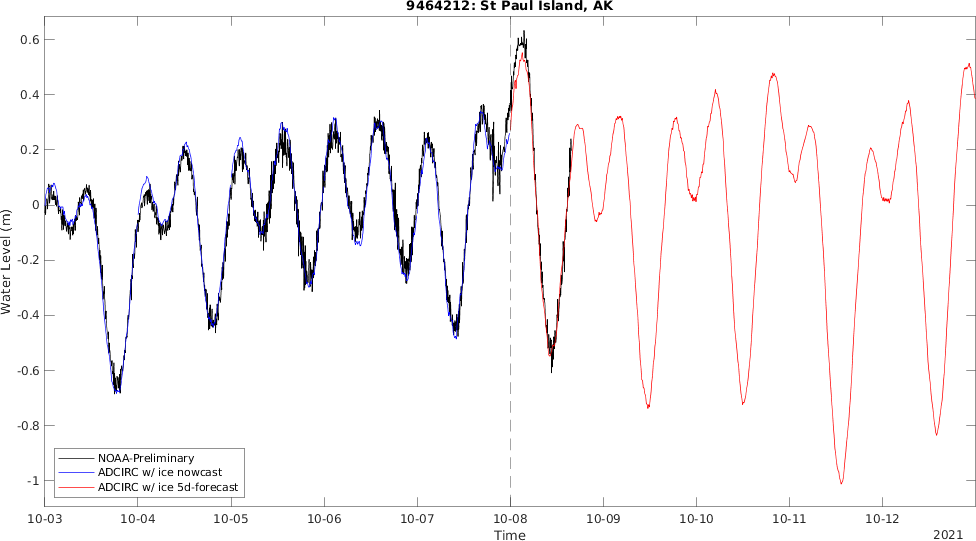 9464212: St Paul Island, AK
0.6
0.4
0.2
0
-0.2
-0.4
-0.6
-0.8
-1
Water Level (m)
NOAA-Preliminary
ADCIRC w/ ice nowcast
ADCIRC w/ ice 5d-forecast
10-03 10-04 10-05 10-06 10-07 10-08 10-09 10-10 10-11 10-12
Time
2021